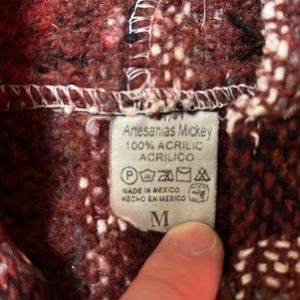 Artesanias Mickey
100% ACRILIC
ACRILICO
MADE IN MEXICO
HECHO EN MEXICO
M